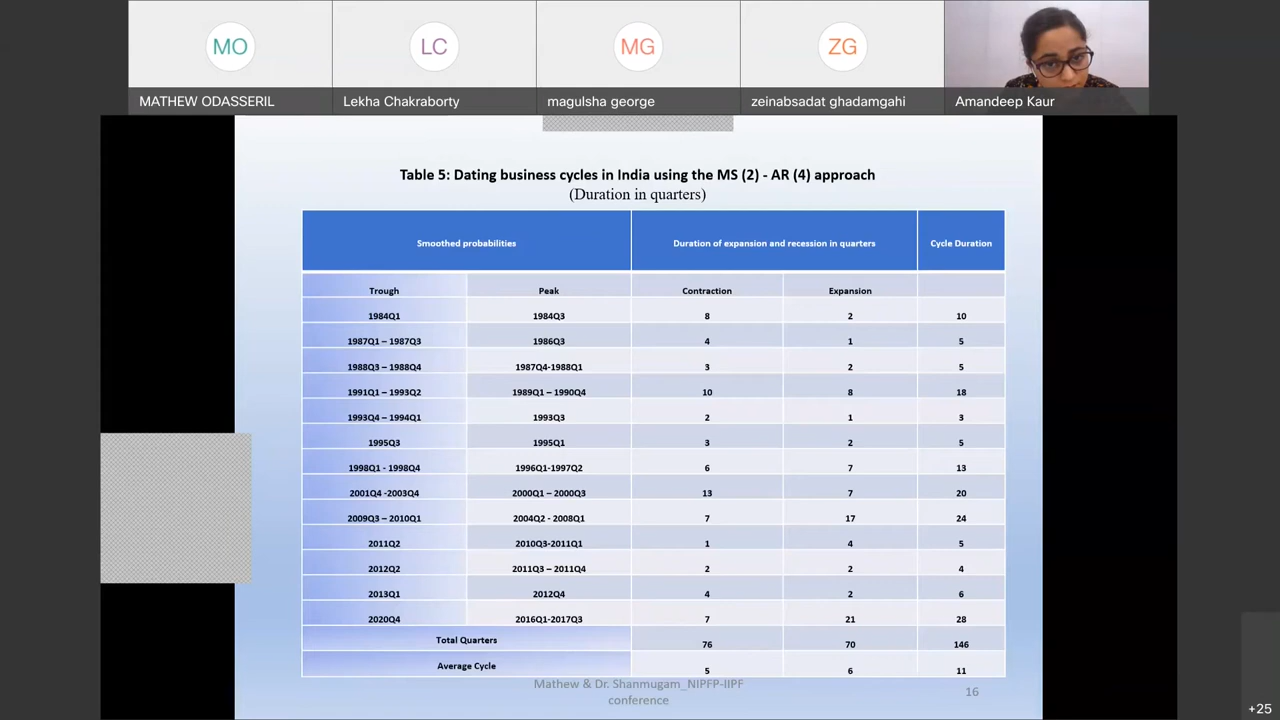 MO
LC
MG
ZG
MATHEW ODASSERIL
Lekha Chakraborty
magulsha george
zeinabsadat ghadamgahi
Amandeep Kaur
Table 5: Dating business cycles in India using the MS (2) - AR (4) approach
(Duration in quarters)
Smoothed probabilities Duration of expansion and recession in quarters Cycle Duration
Trough Peak Contraction Expansion
1984Q1 1984Q3 8 2 10
1987Q1 – 1987Q3 1986Q3 4 1 5
1988Q3 – 1988Q4 1987Q4-1988Q1 3 2 5
1991Q1 – 1993Q2 1989Q1 – 1990Q4 10 8 18
1993Q4 – 1994Q1 1993Q3 2 1 3
1995Q3 1995Q1 3 2 5
1998Q1 - 1998Q4 1996Q1-1997Q2 6 7 13
2001Q4 -2003Q4 2000Q1 – 2000Q3 13 7 20
2009Q3 – 2010Q1 2004Q2 - 2008Q1 7 17 24
2011Q2 2010Q3-2011Q1 1 4 5
2012Q2 2011Q3 – 2011Q4 2 2 4
2013Q1 2012Q4 4 2 6
2020Q4 2016Q1-2017Q3 7 21 28
Total Quarters 76 70 146
Average Cycle 5 6 11
Mathew & Dr. Shanmugam_NIPFP-IIPF
conference
16
+25